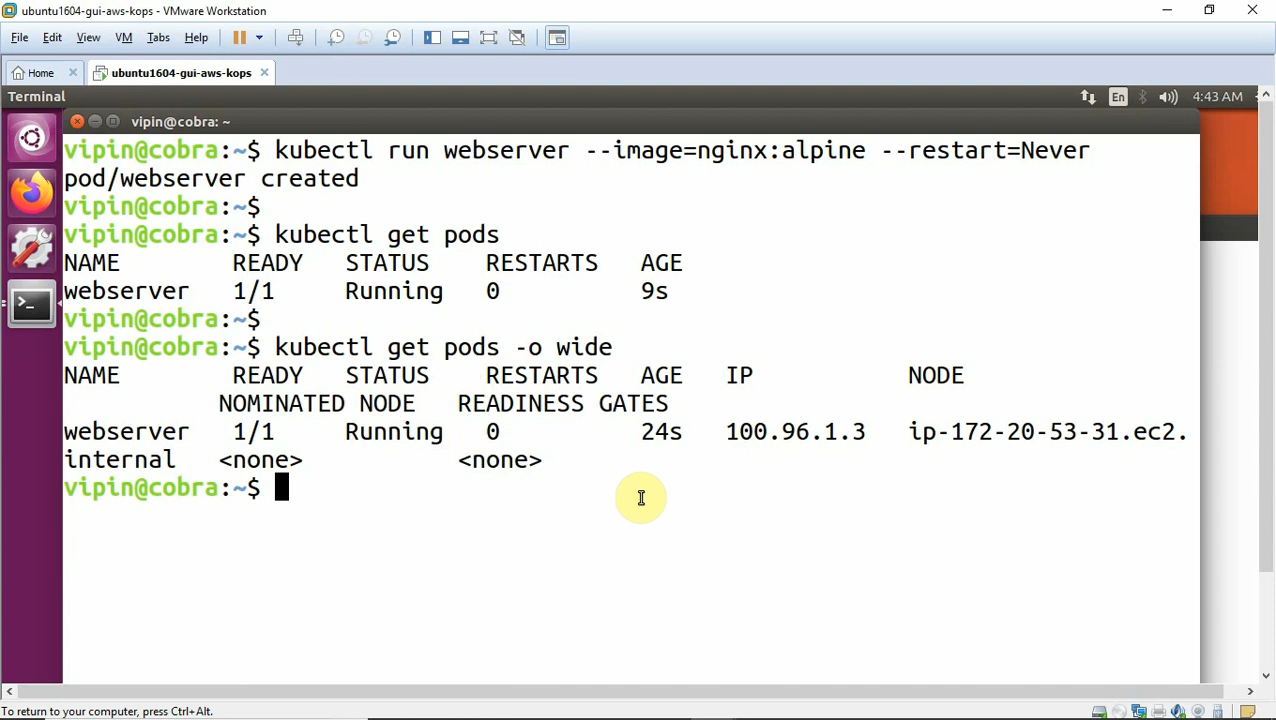 ubuntu1604-gui-aws-kops - VMware Workstation
File Edit View VM Tabs Help
Home ubuntu1604-gui-aws-kops
Terminal En 4:43 AM
vipin@cobra: ~
vipin@cobra:~$ kubectl run webserver --image=nginx:alpine --restart=Never
pod/webserver created
vipin@cobra:~$
vipin@cobra:~$ kubectl get pods
NAME READY STATUS RESTARTS AGE
webserver 1/1 Running 0 9s
vipin@cobra:~$
vipin@cobra:~$ kubectl get pods -o wide
NAME READY STATUS RESTARTS AGE IP NODE
NOMINATED NODE READINESS GATES
webserver 1/1 Running 0 24s 100.96.1.3 ip-172-20-53-31.ec2.
internal <none> <none>
vipin@cobra:~$
To return to your computer, press Ctrl+Alt.